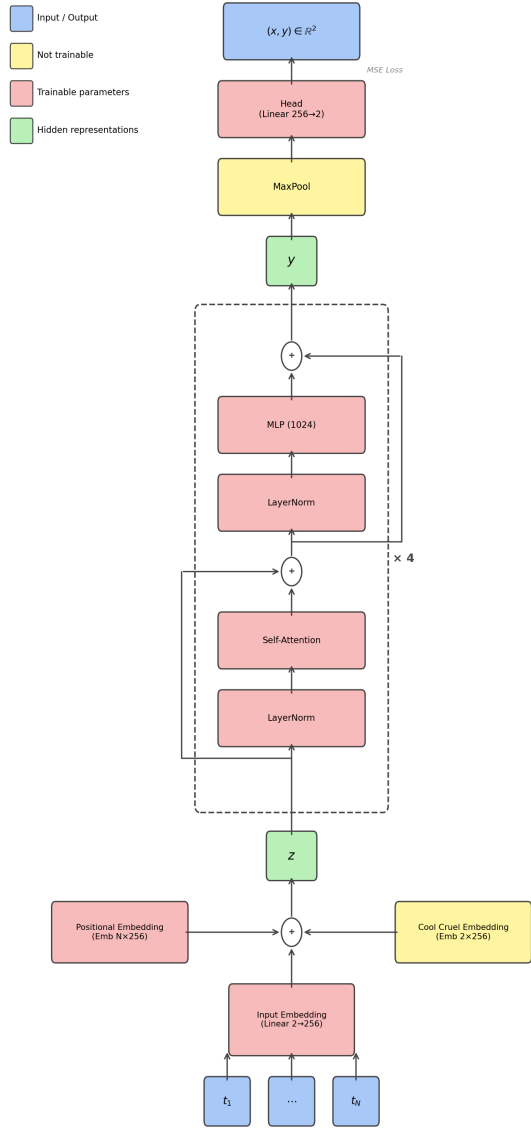 Input / Output
Not trainable
Trainable parameters
Hidden representations
(x, y) ∈ ℝ²
MSE Loss
Head
(Linear 256→2)
MaxPool
y
+
MLP (1024)
LayerNorm
× 4
+
Self-Attention
LayerNorm
z
Positional Embedding
(Emb N×256)
+
Cool Cruel Embedding
(Emb 2×256)
Input Embedding
(Linear 2→256)
t₁ ⋯ t_N